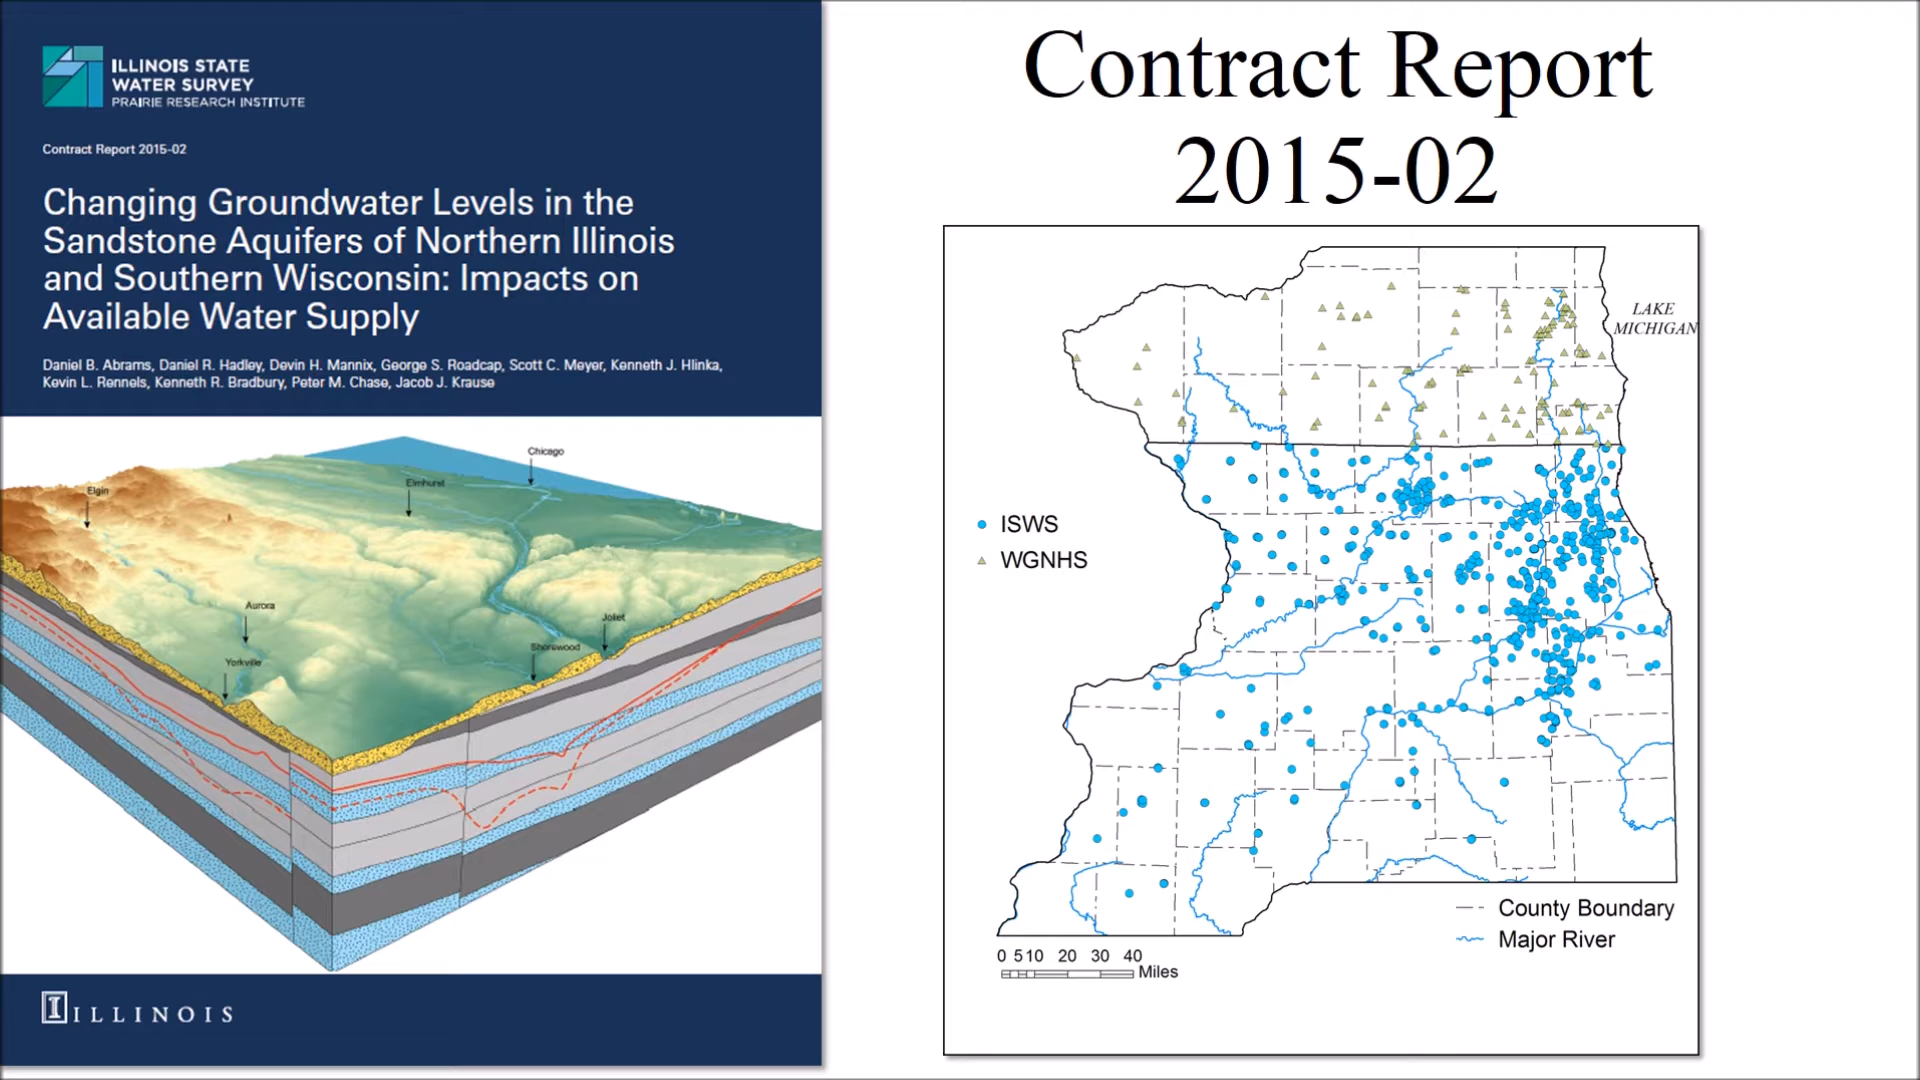 ILLINOIS STATE
WATER SURVEY
PRAIRIE RESEARCH INSTITUTE
Contract Report 2015-02
Changing Groundwater Levels in the
Sandstone Aquifers of Northern Illinois
and Southern Wisconsin: Impacts on
Available Water Supply
Daniel B. Abrams, Daniel R. Hadley, Devin H. Mannix, George S. Roadcap, Scott C. Meyer, Kenneth J. Hlinka,
Kevin L. Rennels, Kenneth R. Bradbury, Peter M. Chase, Jacob J. Krause
Chicago
Elmhurst
Elgin
Aurora
Joliet
Shorewood
Yorkville
I ILLINOIS
Contract Report
2015-02
LAKE
MICHIGAN
ISWS
WGNHS
County Boundary
Major River
0 5 10 20 30 40
Miles